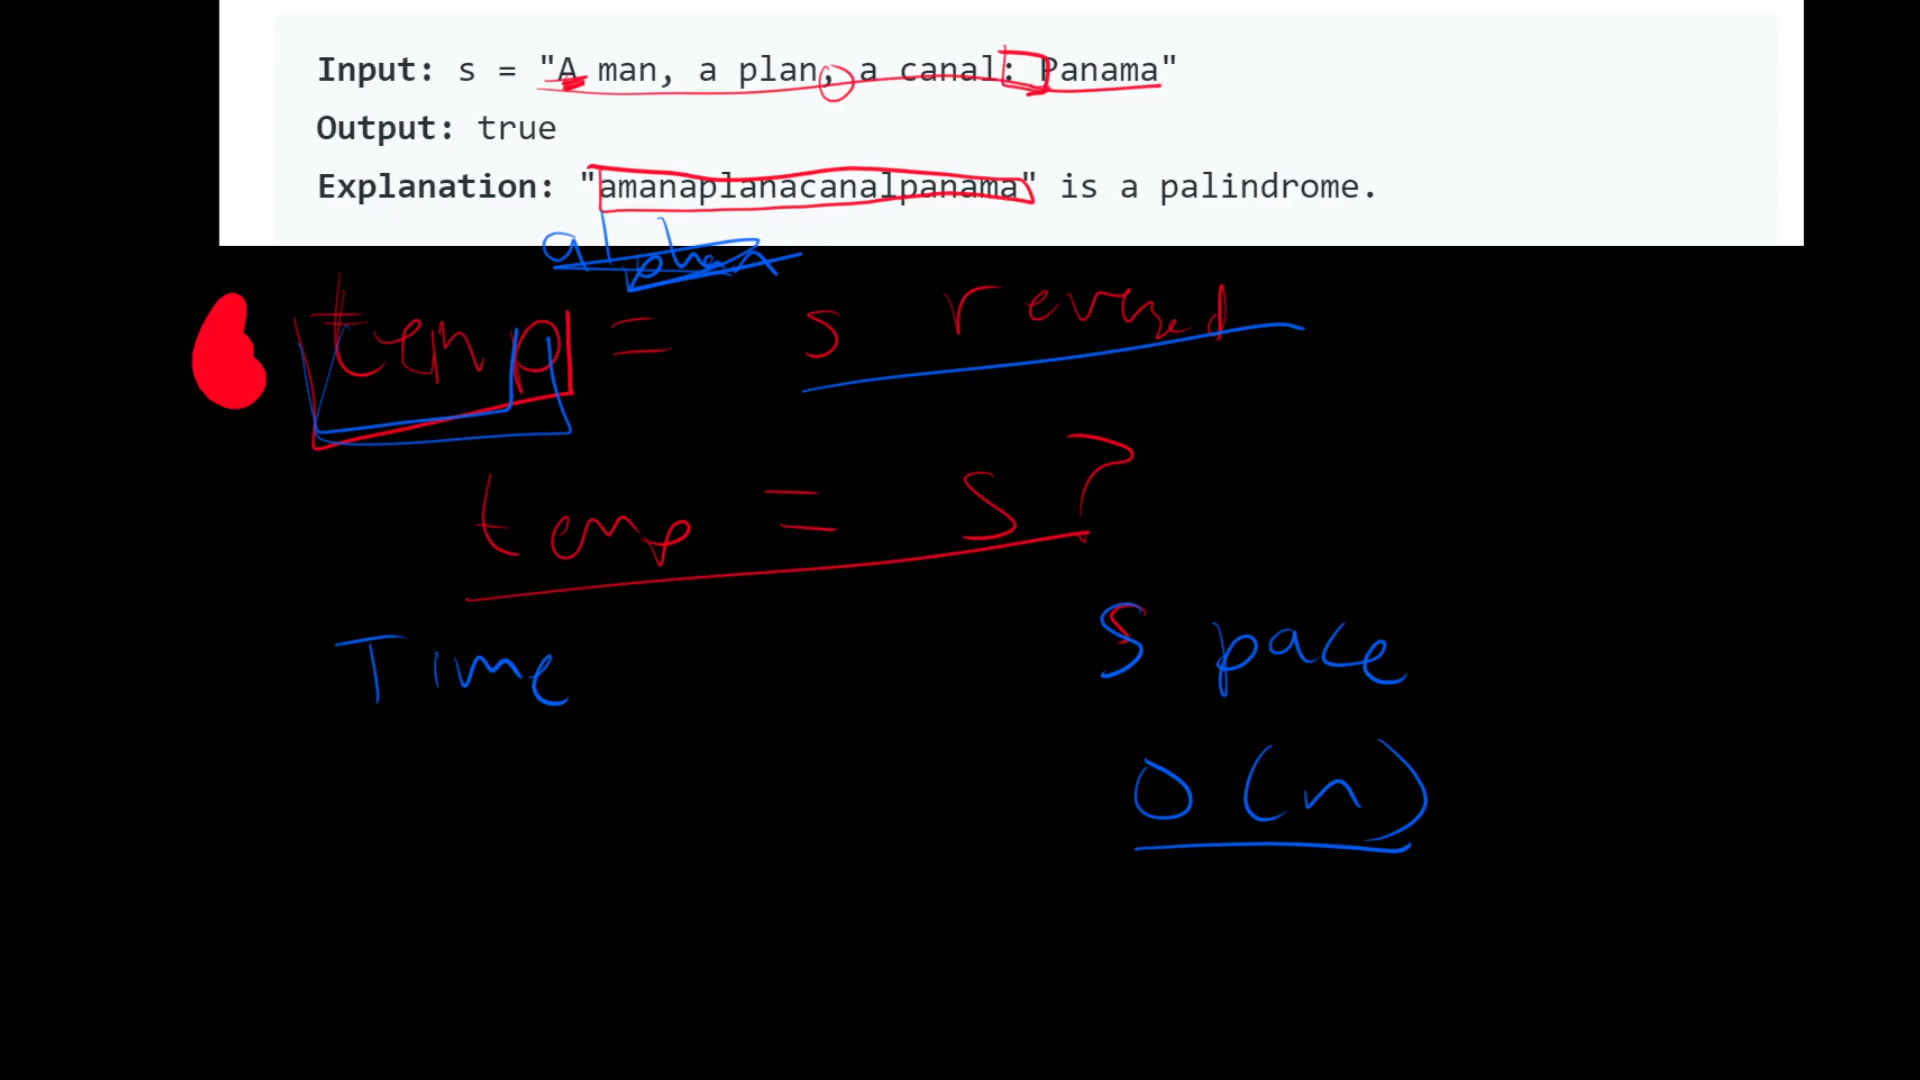 Input: s = "A man, a plan, a canal: Panama"
Output: true
Explanation: "amanaplanacanalpanama" is a palindrome.
temp = s reversed
temp = s?
Time Space
O(n)